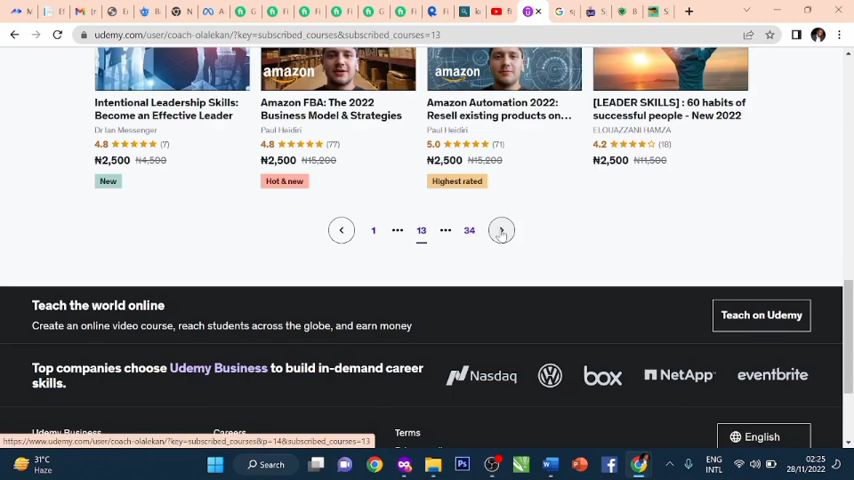 udemy.com/user/coach-olalekan/?key=subscribed_courses&subscribed_courses=13
amazon
amazon
Intentional Leadership Skills:
Become an Effective Leader
Dr Ian Messenger
4.8 (7)
₦2,500 ₦4,500
New
Amazon FBA: The 2022
Business Model & Strategies
Paul Heidiri
4.8 (77)
₦2,500 ₦15,200
Hot & new
Amazon Automation 2022:
Resell existing products on...
Paul Heidiri
5.0 (71)
₦2,500 ₦15,200
Highest rated
[LEADER SKILLS] : 60 habits of
successful people - New 2022
ELOUAZZANI HAMZA
4.2 (18)
₦2,500 ₦11,500
1 ••• 13 ••• 34
Teach the world online
Create an online video course, reach students across the globe, and earn money
Teach on Udemy
Top companies choose Udemy Business to build in-demand career
skills.
Nasdaq
box
NetApp
eventbrite
Udemy Business
Careers
Terms
English
https://www.udemy.com/user/coach-olalekan/?key=subscribed_courses&p=14&subscribed_courses=13
31°C
Haze
Search
ENG
INTL
02:25
28/11/2022